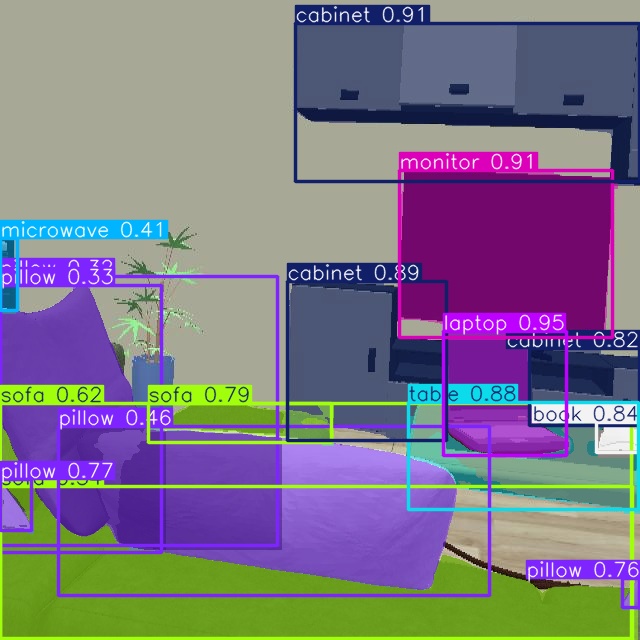 cabinet 0.91
monitor 0.91
microwave 0.41
pillow 0.33
cabinet 0.89
laptop 0.95
cabinet 0.82
sofa 0.62
sofa 0.79
table 0.88
book 0.84
pillow 0.46
pillow 0.77
pillow 0.76